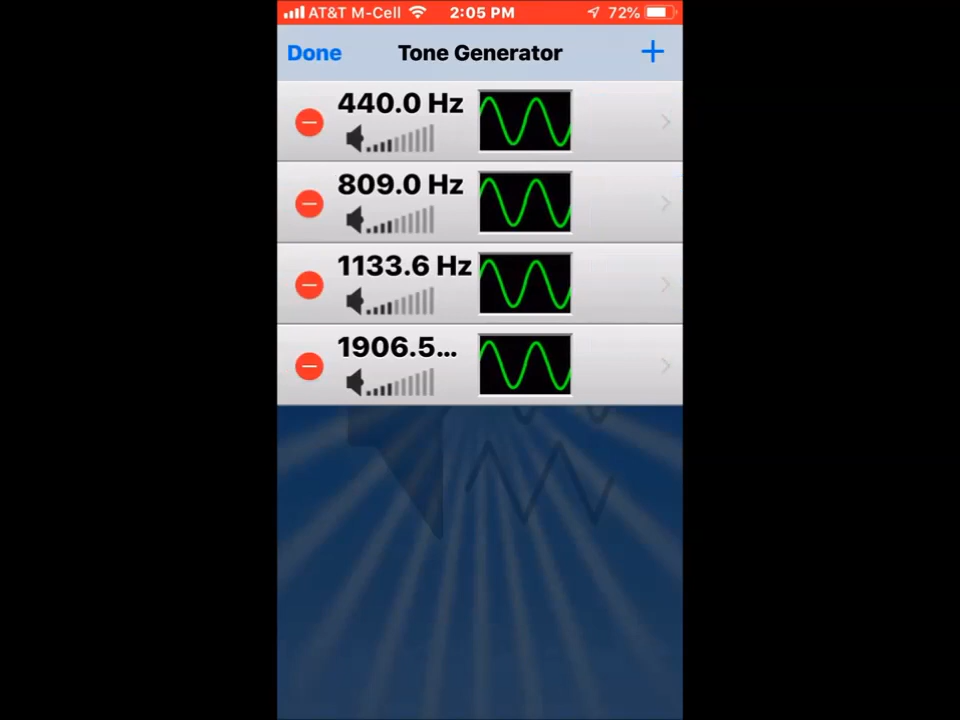 AT&T M-Cell 2:05 PM 72%
Done Tone Generator +
440.0 Hz
809.0 Hz
1133.6 Hz
1906.5...